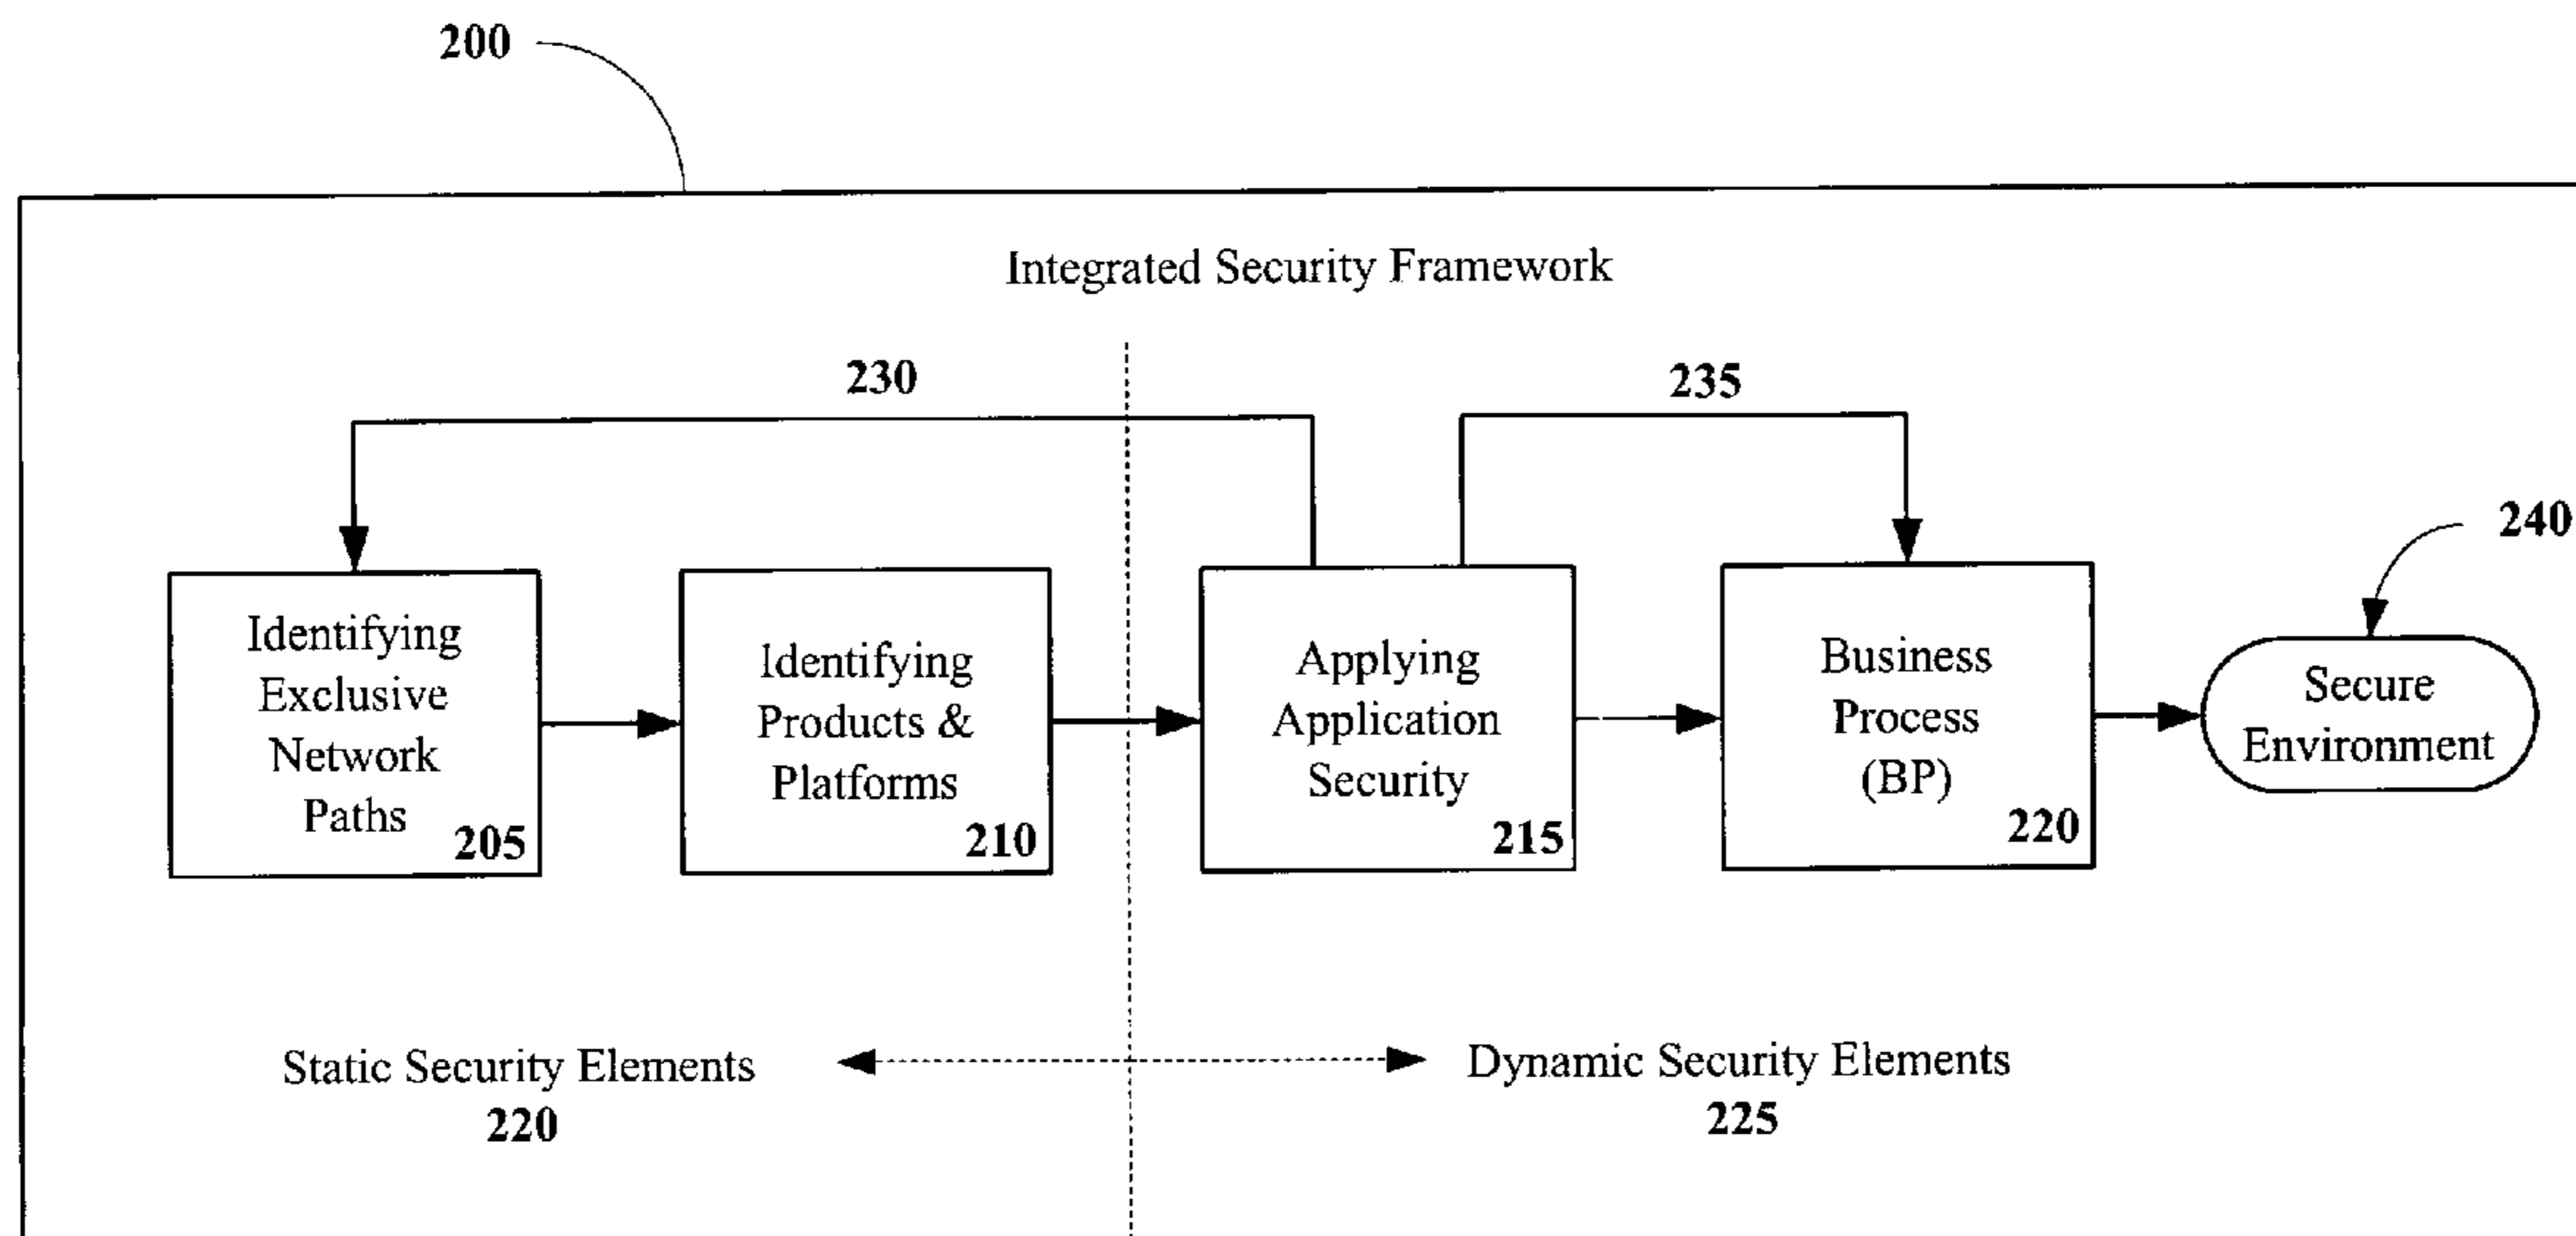 200
Integrated Security Framework
230
235
240
Identifying
Exclusive
Network
Paths
205
Identifying
Products &
Platforms
210
Applying
Application
Security
215
Business
Process
(BP)
220
Secure
Environment
Static Security Elements
220
Dynamic Security Elements
225